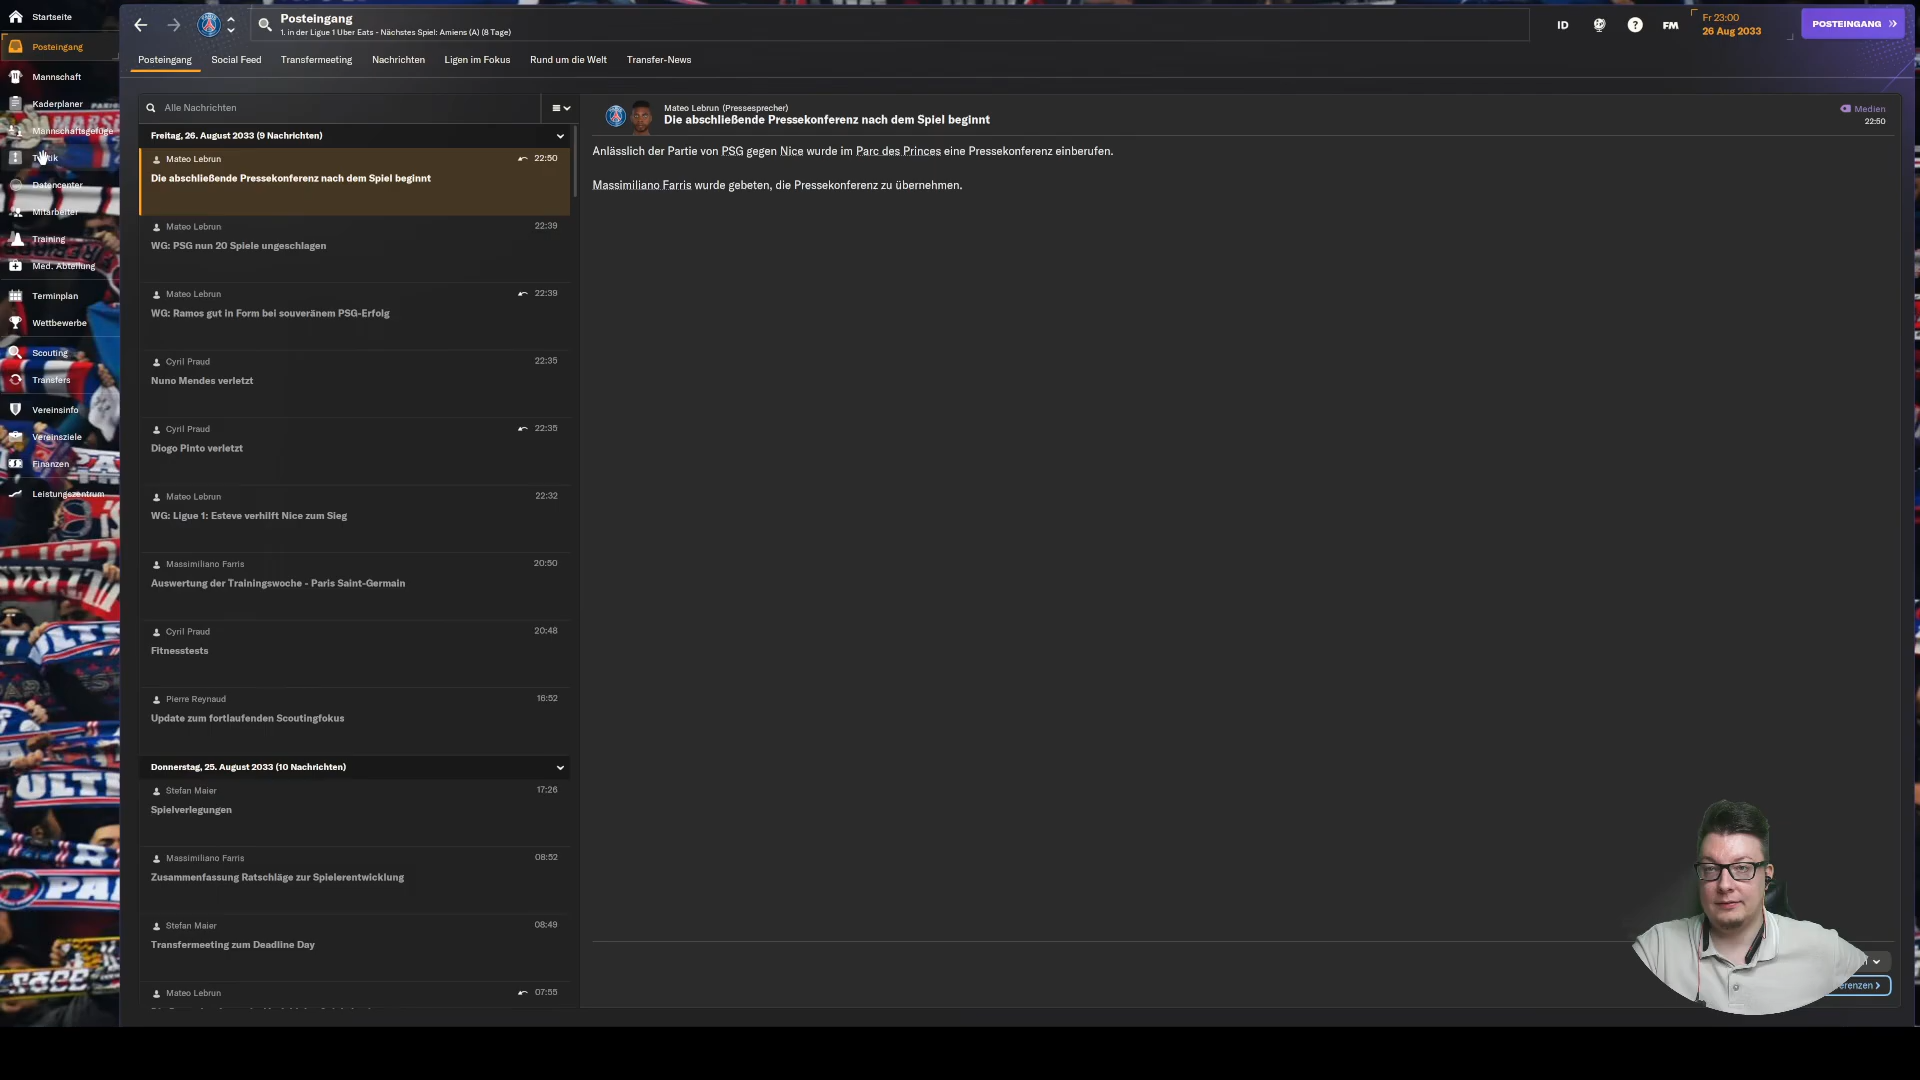 Startseite
Posteingang
Mannschaft
Kaderplaner
Mannschaftsgefüge
Datencenter
Mitarbeiter
Training
Med. Abteilung
Terminplan
Wettbewerbe
Scouting
Transfers
Vereinsinfo
Vereinsziele
Finanzen
Leistungszentrum
Posteingang
1. in der Ligue 1 Uber Eats - Nächstes Spiel: Amiens (A) (8 Tage)
ID
FM
Fr 23:00
26 Aug 2033
POSTEINGANG
Posteingang Social Feed Transfermeeting Nachrichten Ligen im Fokus Rund um die Welt Transfer-News
Alle Nachrichten
Freitag, 26. August 2033 (9 Nachrichten)
Mateo Lebrun 22:50
Die abschließende Pressekonferenz nach dem Spiel beginnt
Mateo Lebrun 22:39
WG: PSG nun 20 Spiele ungeschlagen
Mateo Lebrun 22:39
WG: Ramos gut in Form bei souveränem PSG-Erfolg
Cyril Praud 22:35
Nuno Mendes verletzt
Cyril Praud 22:35
Diogo Pinto verletzt
Mateo Lebrun 22:32
WG: Ligue 1: Esteve verhilft Nice zum Sieg
Massimiliano Farris 20:50
Auswertung der Trainingswoche - Paris Saint-Germain
Cyril Praud 20:48
Fitnesstests
Pierre Reynaud 16:52
Update zum fortlaufenden Scoutingfokus
Donnerstag, 25. August 2033 (10 Nachrichten)
Stefan Maier 17:26
Spielverlegungen
Massimiliano Farris 08:52
Zusammenfassung Ratschläge zur Spielerentwicklung
Stefan Maier 08:49
Transfermeeting zum Deadline Day
Mateo Lebrun 07:55
Mateo Lebrun (Pressesprecher)
Die abschließende Pressekonferenz nach dem Spiel beginnt
Medien
22:50
Anlässlich der Partie von PSG gegen Nice wurde im Parc des Princes eine Pressekonferenz einberufen.
Massimiliano Farris wurde gebeten, die Pressekonferenz zu übernehmen.